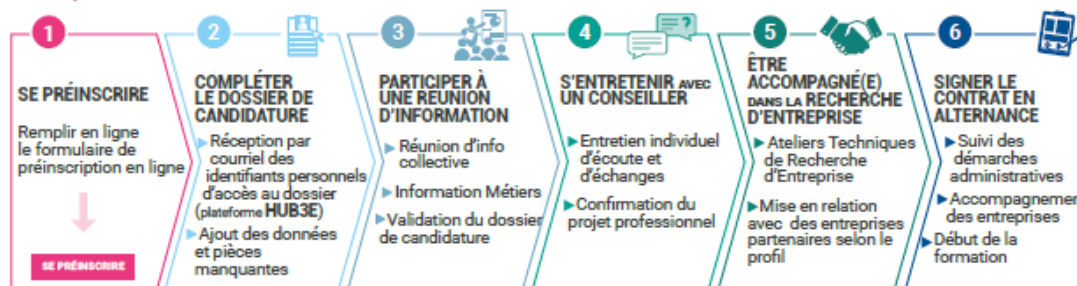 1
SE PRÉINSCRIRE
Remplir en ligne
le formulaire de
préinscription en ligne
SE PRÉINSCRIRE
2
COMPLÉTER
LE DOSSIER DE
CANDIDATURE
Réception par
courriel des
identifiants personnels
d'accès au dossier
(plateforme HUB3E)
Ajout des données
et pièces
manquantes
3
PARTICIPER À
UNE REUNION
D'INFORMATION
Réunion d'info
collective
Information Métiers
Validation du dossier
de candidature
4
S'ENTRETENIR AVEC
UN CONSEILLER
Entretien individuel
d'écoute et
d'échanges
Confirmation du
projet professionnel
5
ÊTRE
ACCOMPAGNÉ(E)
DANS LA RECHERCHE
D'ENTREPRISE
Ateliers Techniques
de Recherche
d'Entreprise
Mise en relation
avec des entreprises
partenaires selon le
profil
6
SIGNER LE
CONTRAT EN
ALTERNANCE
Suivi des
démarches
administratives
Accompagnemen
des entreprises
Début de la
formation